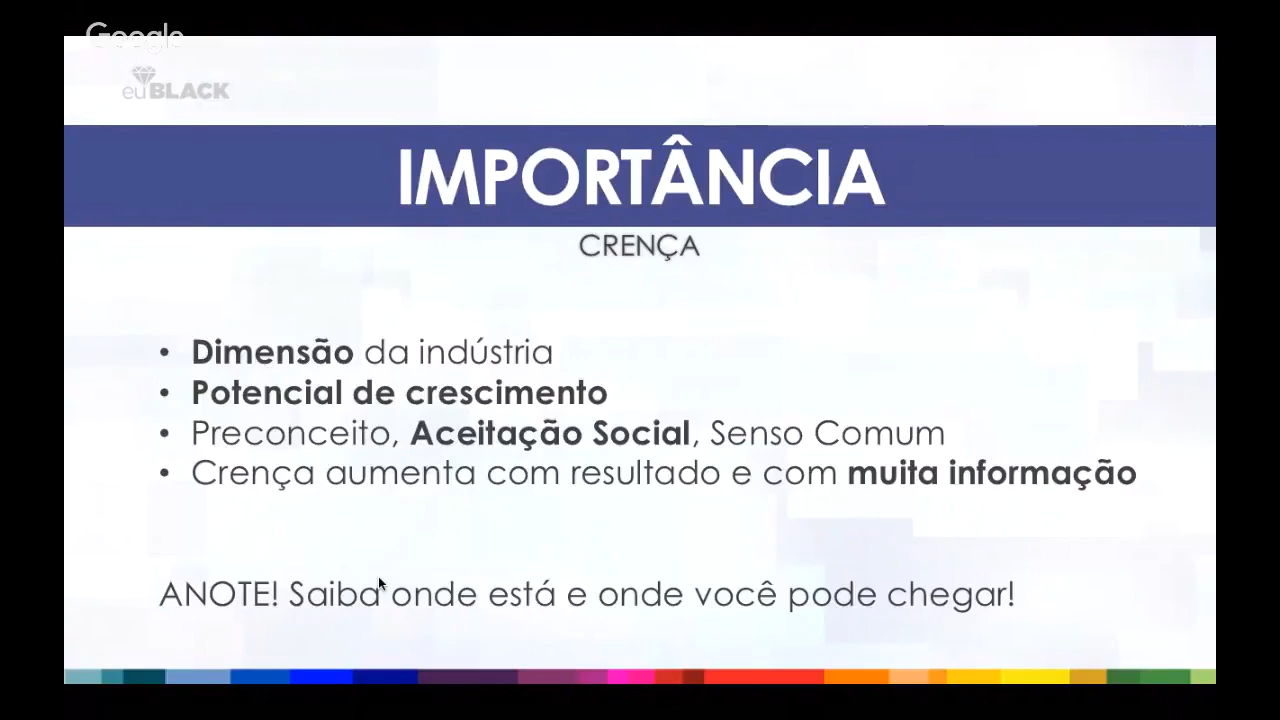 Google
euBLACK
IMPORTÂNCIA
CRENÇA
• Dimensão da indústria
• Potencial de crescimento
• Preconceito, Aceitação Social, Senso Comum
• Crença aumenta com resultado e com muita informação
ANOTE! Saiba onde está e onde você pode chegar!